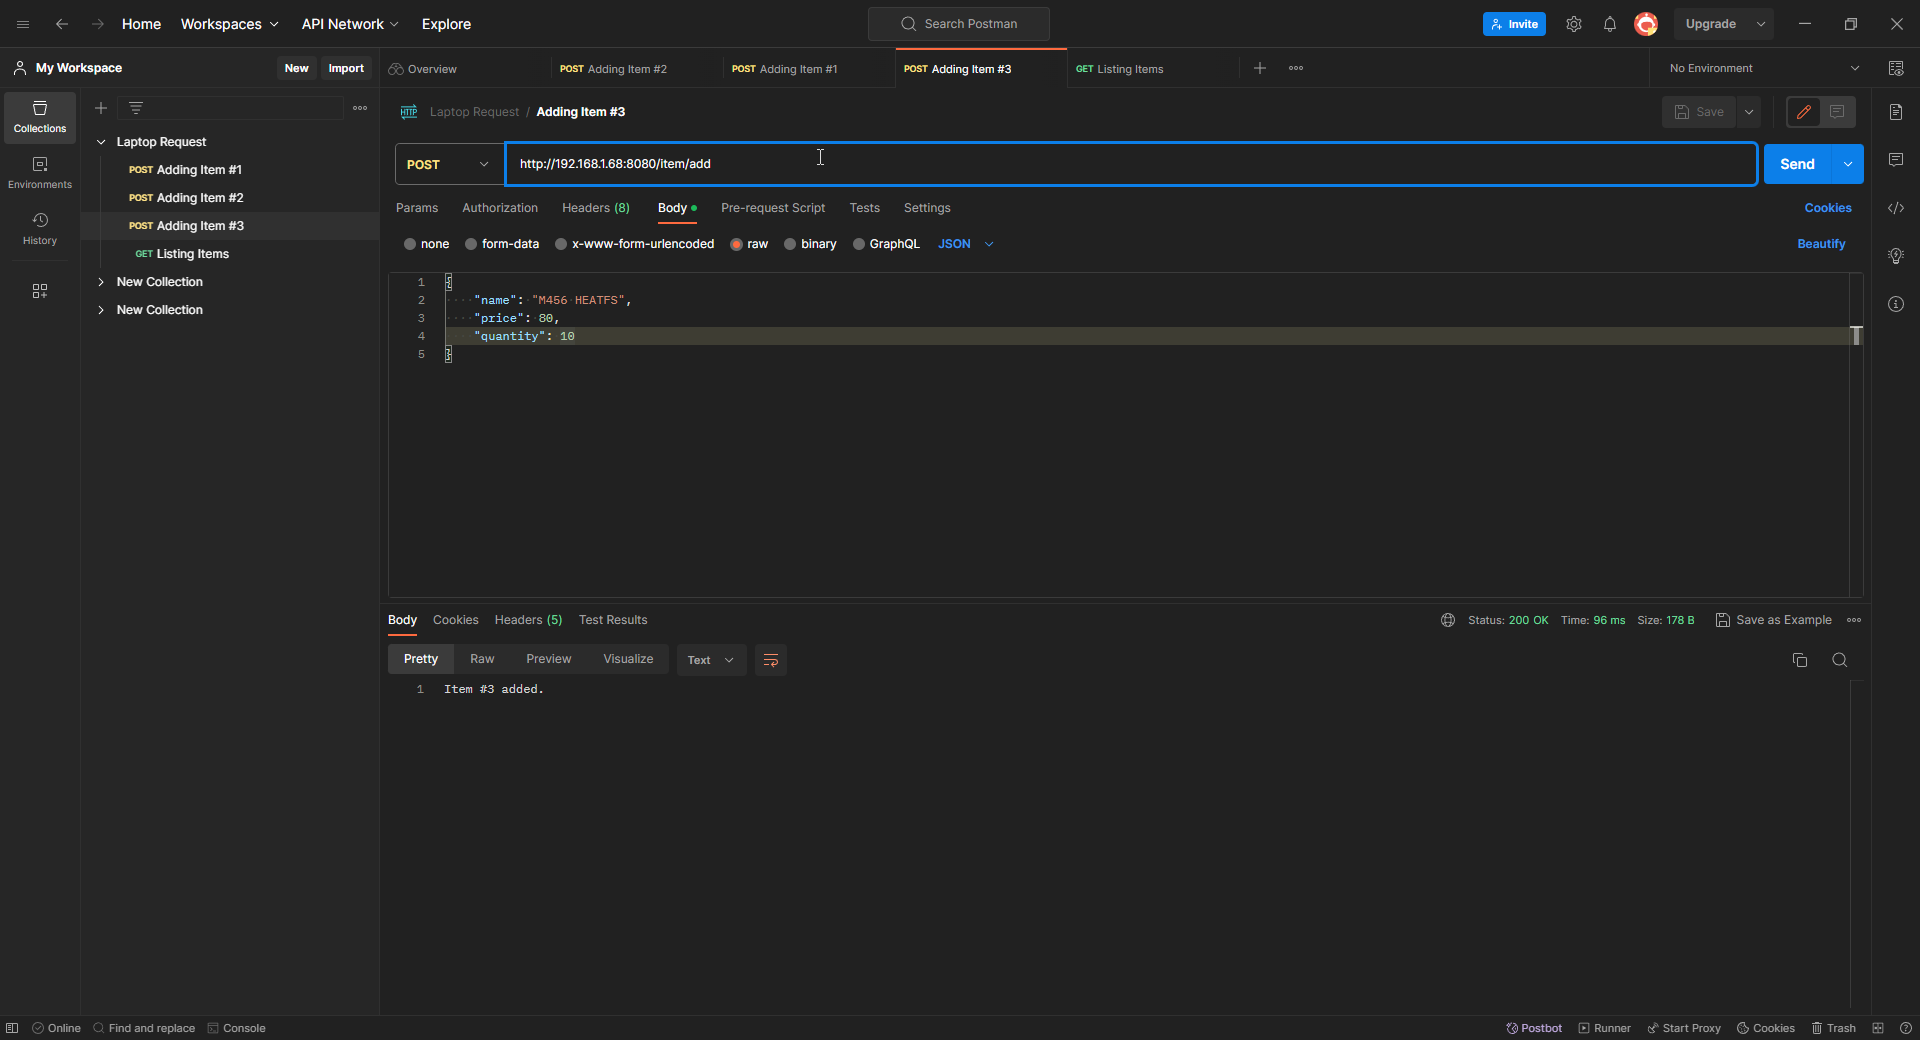 Home Workspaces API Network Explore Search Postman Invite Upgrade
My Workspace New Import Overview POST Adding Item #2 POST Adding Item #1 POST Adding Item #3 GET Listing Items No Environment
Collections
Environments
History
Laptop Request
POST Adding Item #1
POST Adding Item #2
POST Adding Item #3
GET Listing Items
New Collection
New Collection
HTTP Laptop Request / Adding Item #3 Save
POST http://192.168.1.68:8080/item/add Send
Params Authorization Headers (8) Body Pre-request Script Tests Settings Cookies
none form-data x-www-form-urlencoded raw binary GraphQL JSON Beautify
1 {
2 "name": "M456 HEATFS",
3 "price": 80,
4 "quantity": 10
5 }
Body Cookies Headers (5) Test Results Status: 200 OK Time: 96 ms Size: 178 B Save as Example
Pretty Raw Preview Visualize Text
1 Item #3 added.
Online Find and replace Console Postbot Runner Start Proxy Cookies Trash